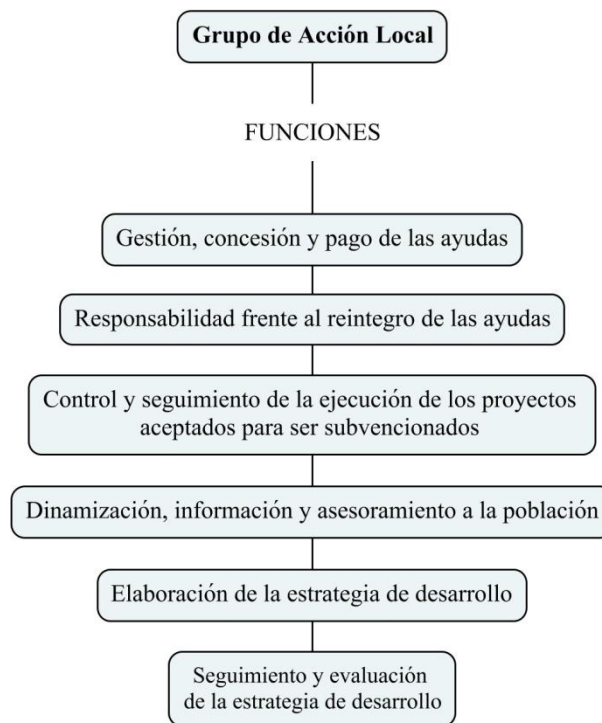 Grupo de Acción Local
FUNCIONES
Gestión, concesión y pago de las ayudas
Responsabilidad frente al reintegro de las ayudas
Control y seguimiento de la ejecución de los proyectos
aceptados para ser subvencionados
Dinamización, información y asesoramiento a la población
Elaboración de la estrategia de desarrollo
Seguimiento y evaluación
de la estrategia de desarrollo